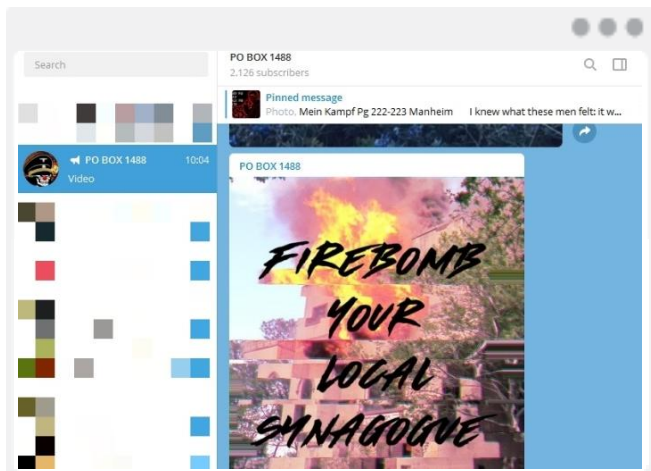 Search
PO BOX 1488
2.126 subscribers
Pinned message
Photo, Mein Kampf Pg 222-223 Manheim I knew what these men felt: it w...
PO BOX 1488 10:04
Video
PO BOX 1488
FIREBOMB
YOUR
LOCAL
SYNAGOGUE